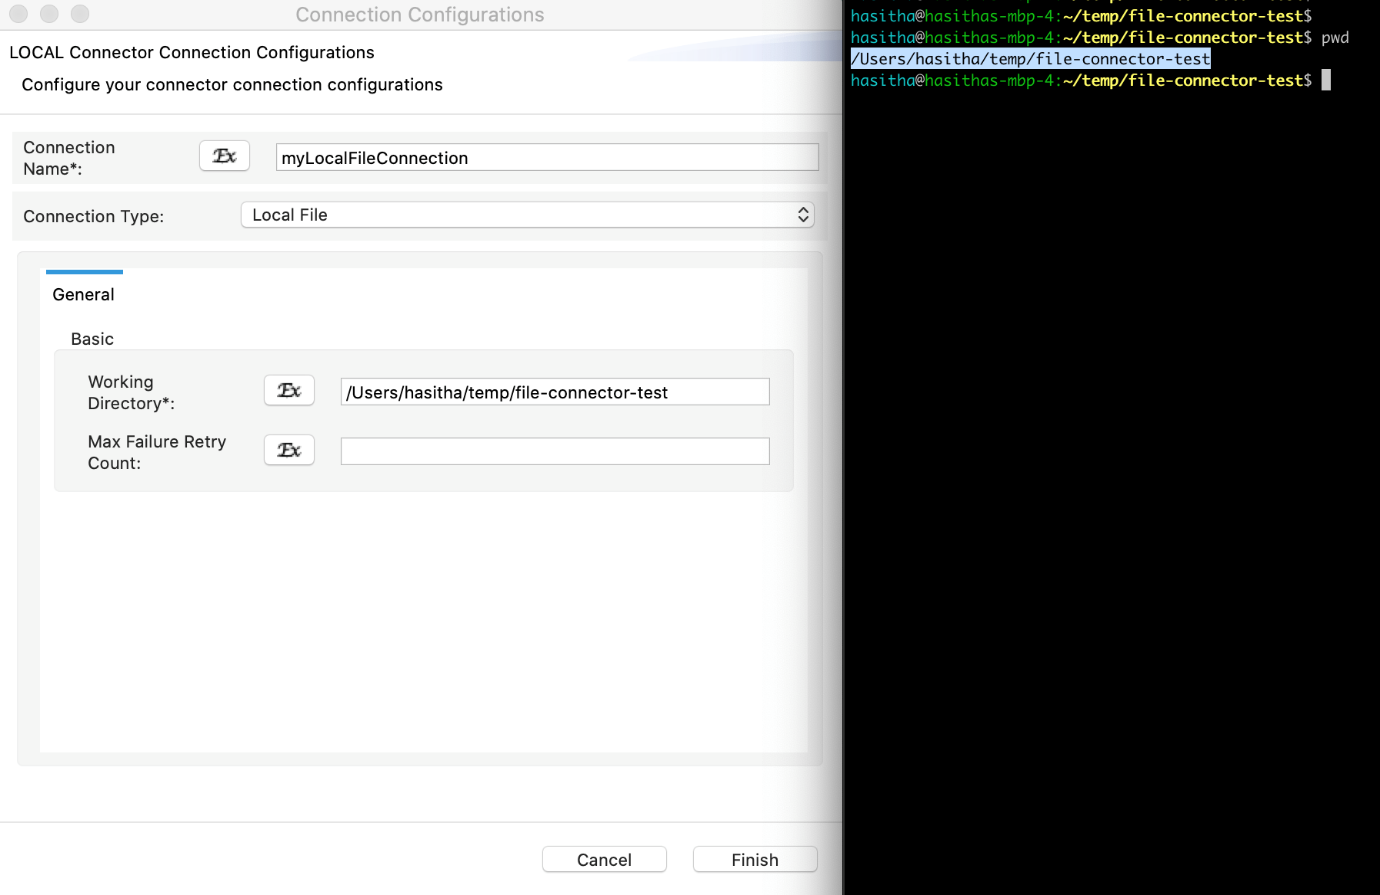 Connection Configurations
LOCAL Connector Connection Configurations
Configure your connector connection configurations
Connection
Name*:
Ex
myLocalFileConnection
Connection Type:
Local File
General
Basic
Working
Directory*:
Ex
/Users/hasitha/temp/file-connector-test
Max Failure Retry
Count:
Ex
Cancel
Finish
hasitha@hasithas-mbp-4:~/temp/file-connector-test$
hasitha@hasithas-mbp-4:~/temp/file-connector-test$ pwd
/Users/hasitha/temp/file-connector-test
hasitha@hasithas-mbp-4:~/temp/file-connector-test$